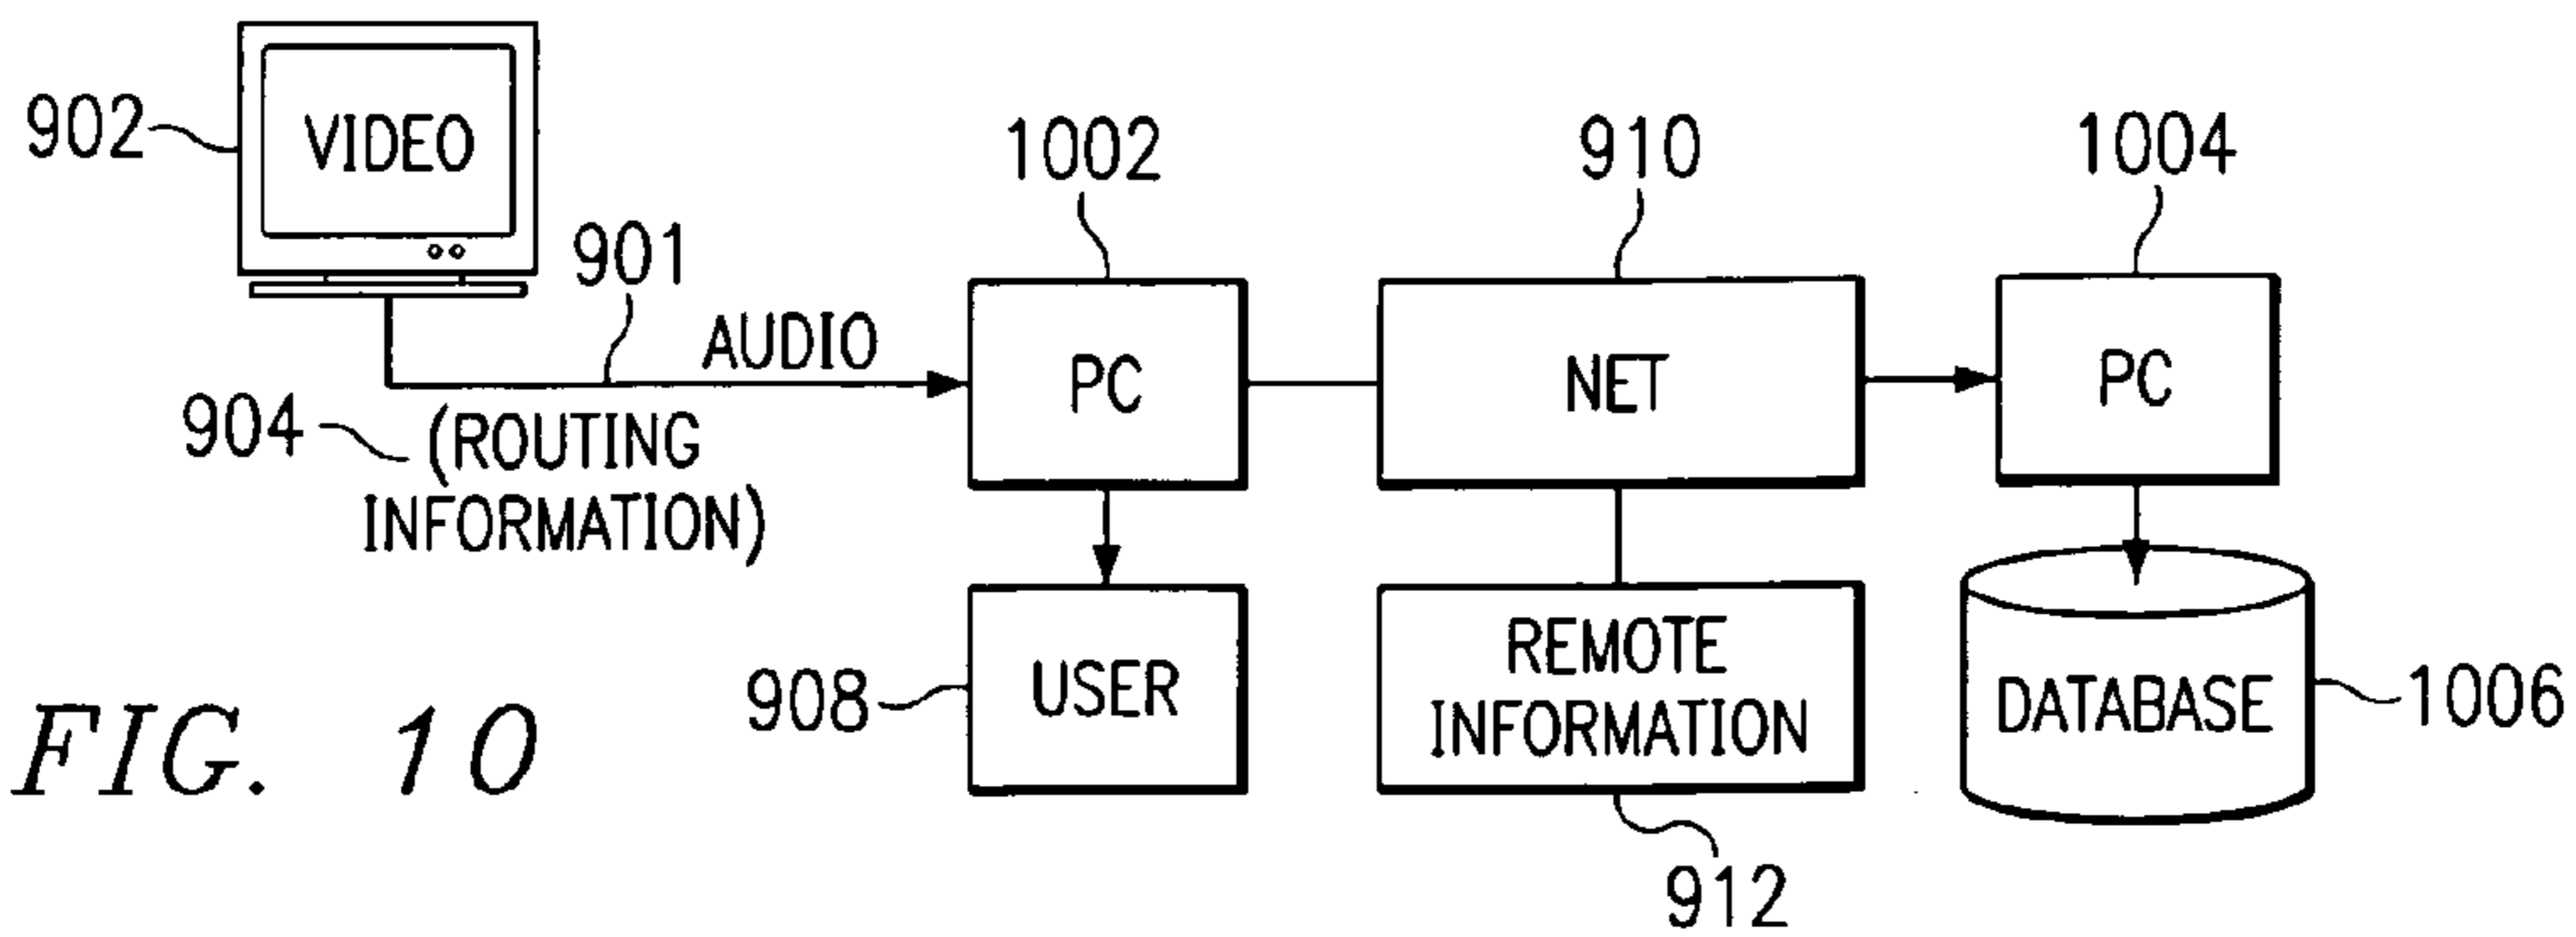 902
VIDEO
901
AUDIO
904
(ROUTING
INFORMATION)
1002
PC
910
NET
1004
PC
908
USER
REMOTE
INFORMATION
912
DATABASE
1006
FIG. 10